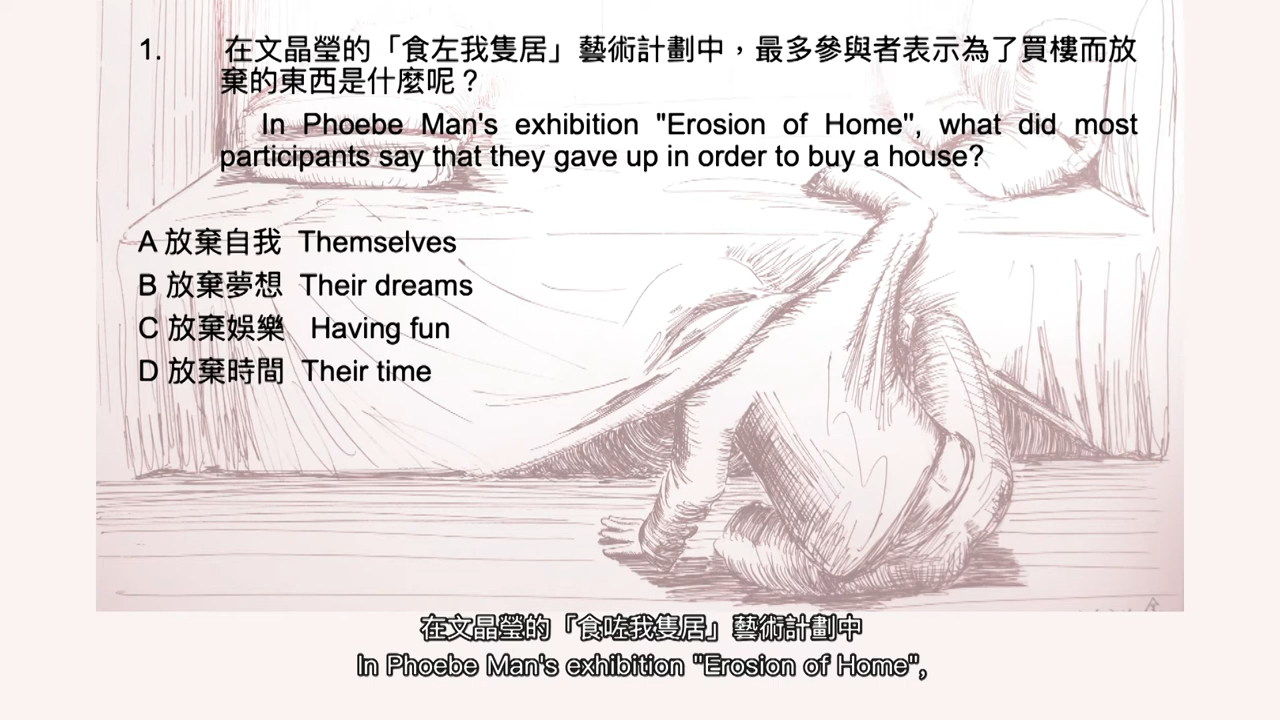 1. 在文晶瑩的「食左我隻居」藝術計劃中，最多參與者表示為了買樓而放
棄的東西是什麼呢？
In Phoebe Man's exhibition "Erosion of Home", what did most
participants say that they gave up in order to buy a house?
A 放棄自我 Themselves
B 放棄夢想 Their dreams
C 放棄娛樂 Having fun
D 放棄時間 Their time
在文晶瑩的「食咗我隻居」藝術計劃中
In Phoebe Man's exhibition "Erosion of Home",